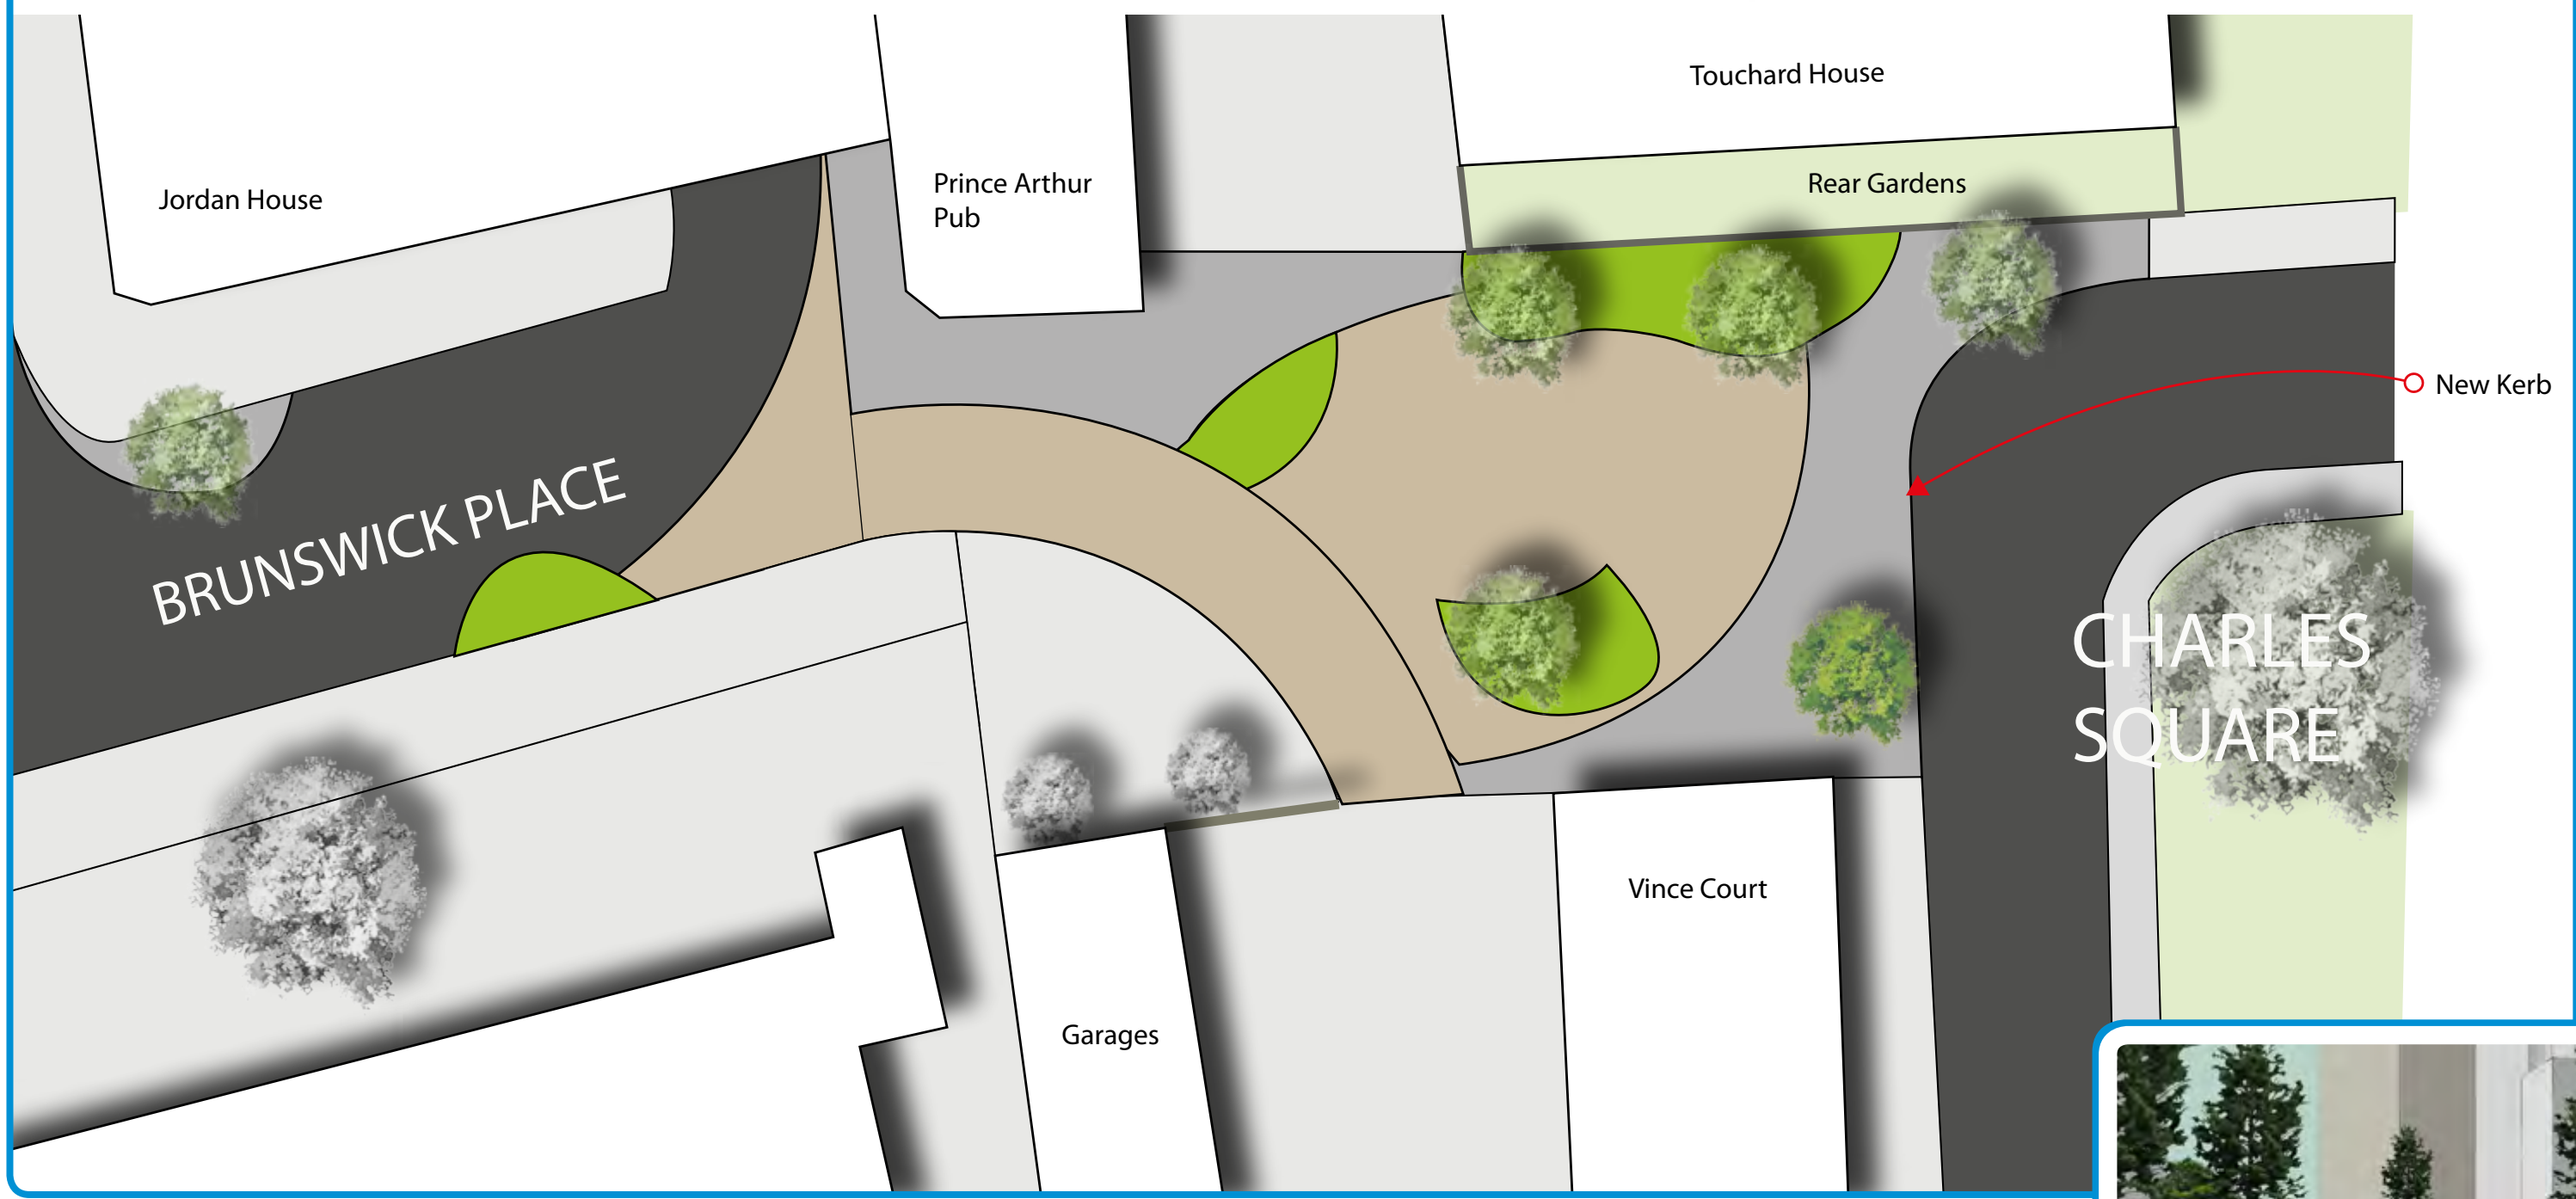 Touchard House
Jordan House
Prince Arthur
Pub
Rear Gardens
New Kerb
BRUNSWICK PLACE
CHARLES
SQUARE
Vince Court
Garages